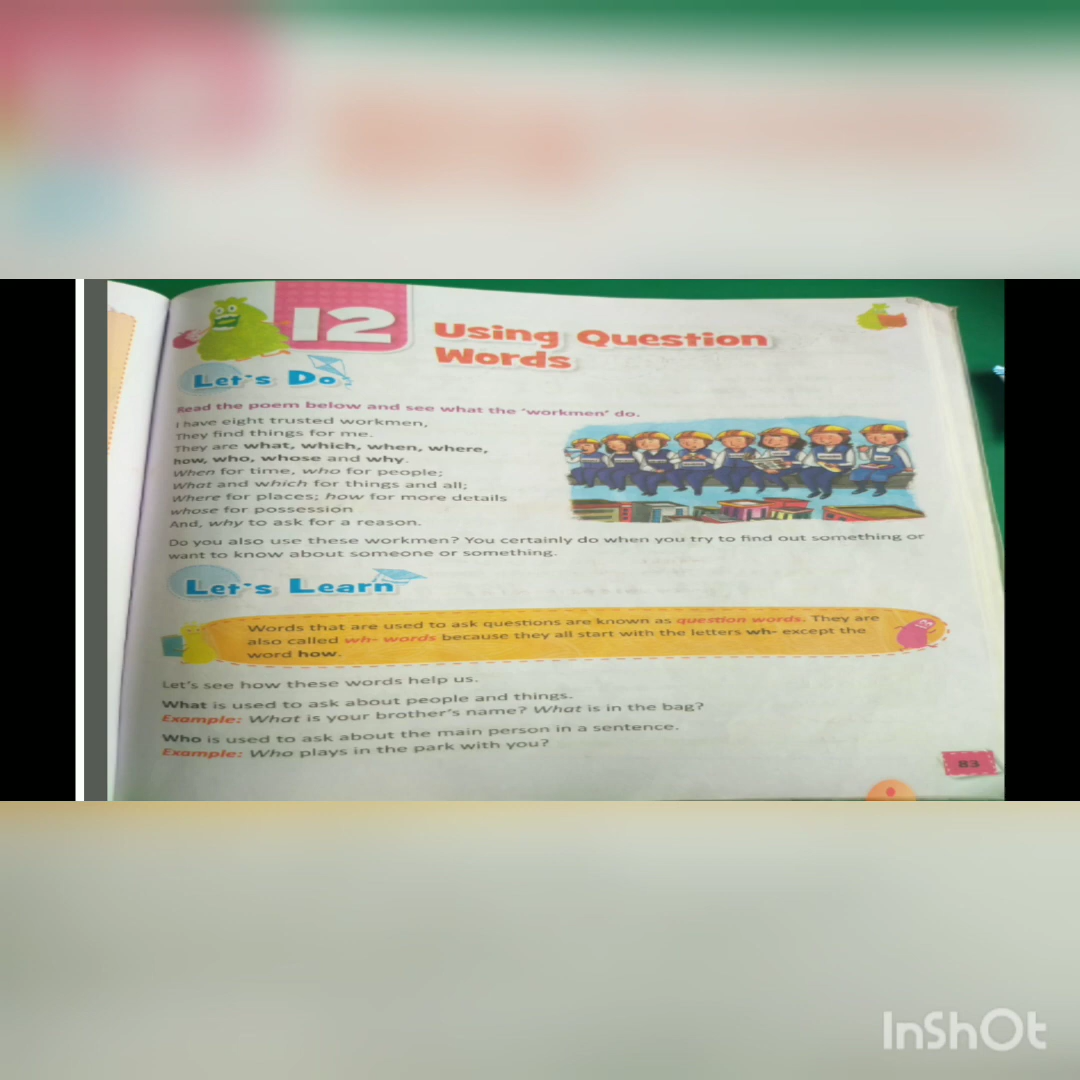 12
Using Question
Words
Let's Do
Read the poem below and see what the 'workmen' do.
I have eight trusted workmen,
They find things for me.
They are what, which, when, where,
how, who, whose and why.
When for time, who for people;
What and which for things and all;
Where for places; how for more details
whose for possession
And, why to ask for a reason.
Do you also use these workmen? You certainly do when you try to find out something or
want to know about someone or something.
Let's Learn
Words that are used to ask questions are known as question words. They are
also called wh- words because they all start with the letters wh- except the
word how.
Let's see how these words help us.
What is used to ask about people and things.
Example: What is your brother's name? What is in the bag?
Who is used to ask about the main person in a sentence.
Example: Who plays in the park with you?
83
InShOt